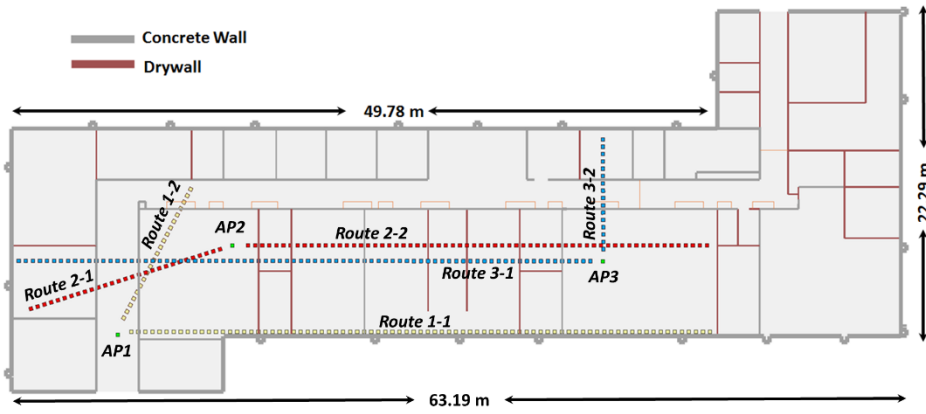 Concrete Wall
Drywall
49.78 m
22.29 m
Route 1-2
Route 3-2
AP2
Route 2-2
Route 2-1
Route 3-1
AP3
Route 1-1
AP1
63.19 m